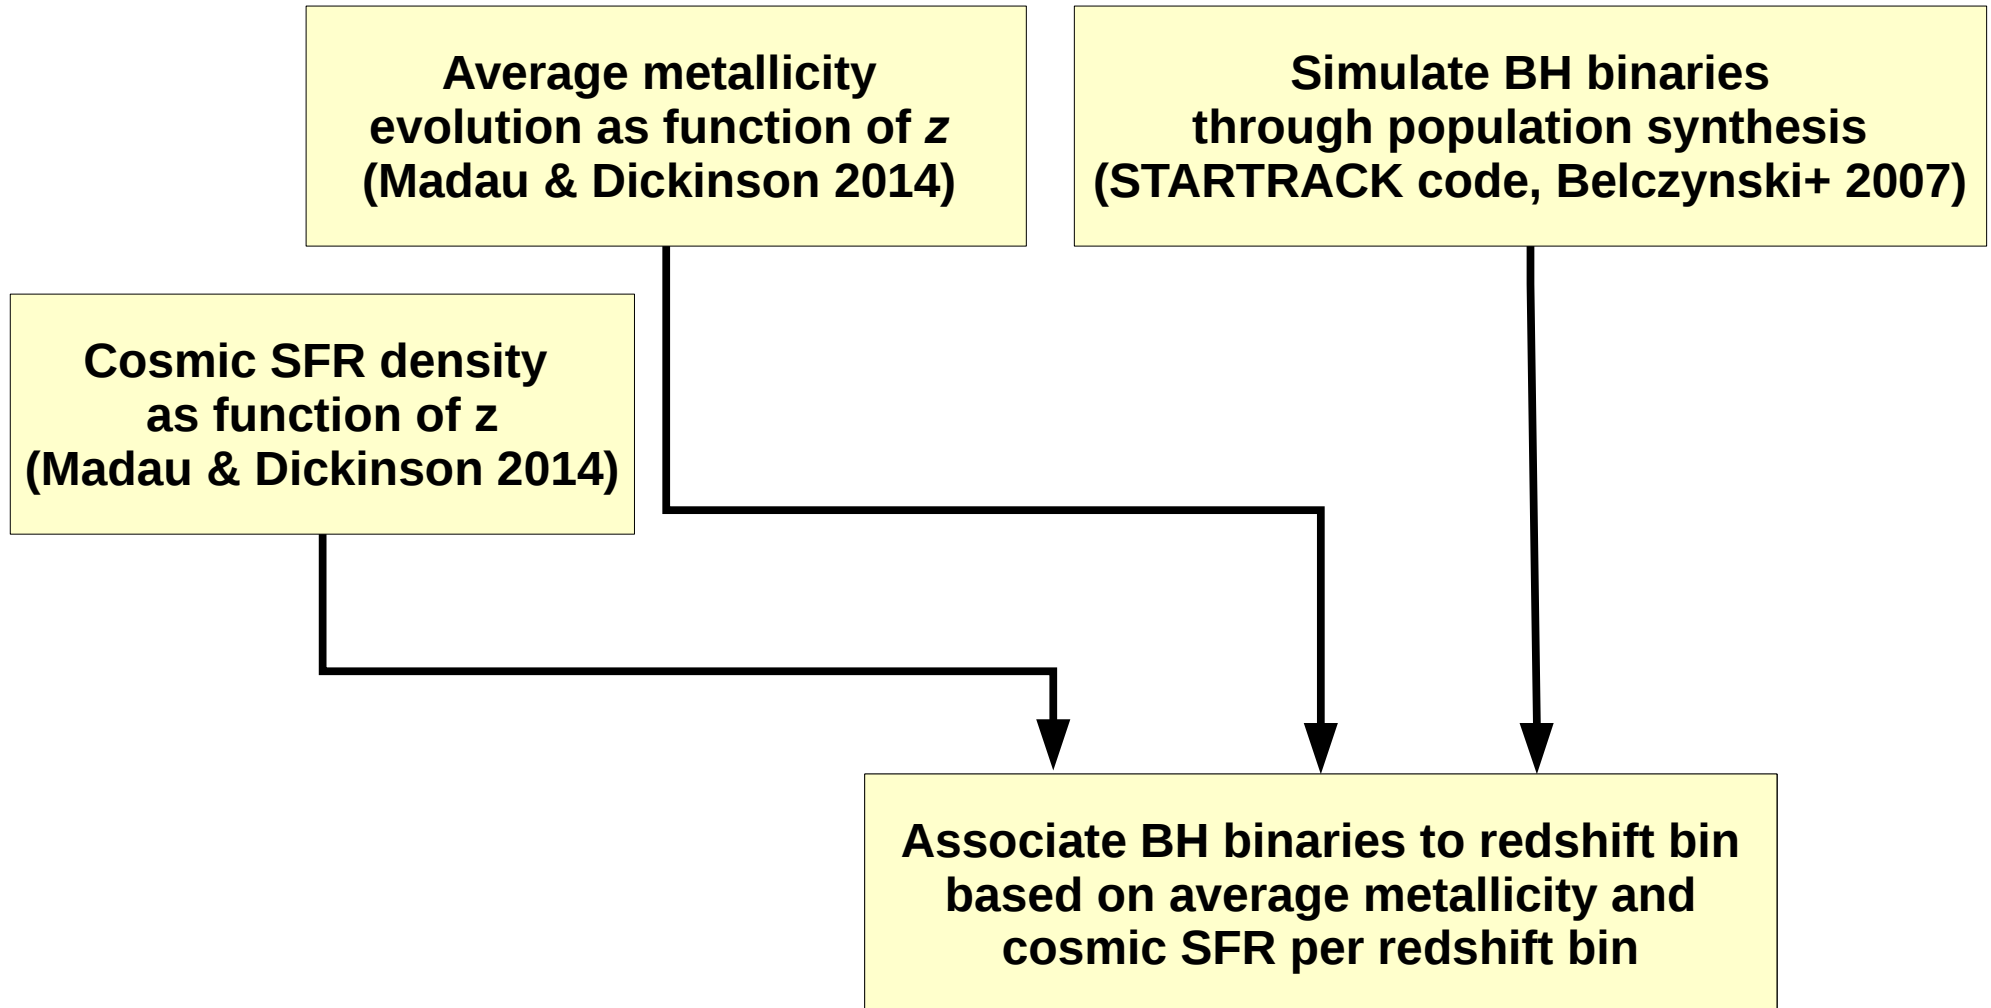 Average metallicity
evolution as function of z
(Madau & Dickinson 2014)
Simulate BH binaries
through population synthesis
(STARTRACK code, Belczynski+ 2007)
Cosmic SFR density
as function of z
(Madau & Dickinson 2014)
Associate BH binaries to redshift bin
based on average metallicity and
cosmic SFR per redshift bin